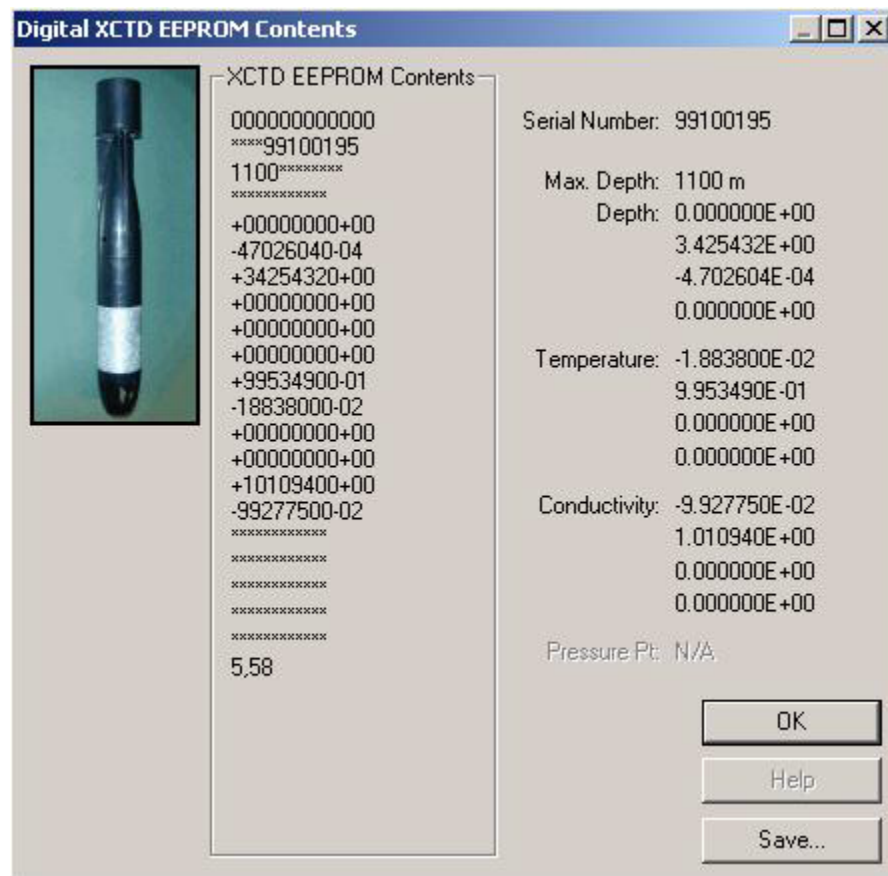 Digital XCTD EEPROM Contents
XCTD EEPROM Contents
000000000000
****99100195
1100********
************
+00000000+00
-47026040-04
+34254320+00
+00000000+00
+00000000+00
+00000000+00
+99534900-01
-18838000-02
+00000000+00
+00000000+00
+10109400+00
-99277500-02
************
************
************
************
************
5,58
Serial Number: 99100195
Max. Depth: 1100 m
Depth: 0.000000E+00
3.425432E+00
-4.702604E-04
0.000000E+00
Temperature: -1.883800E-02
9.953490E-01
0.000000E+00
0.000000E+00
Conductivity: -9.927750E-02
1.010940E+00
0.000000E+00
0.000000E+00
Pressure Pt: N/A
OK
Help
Save...